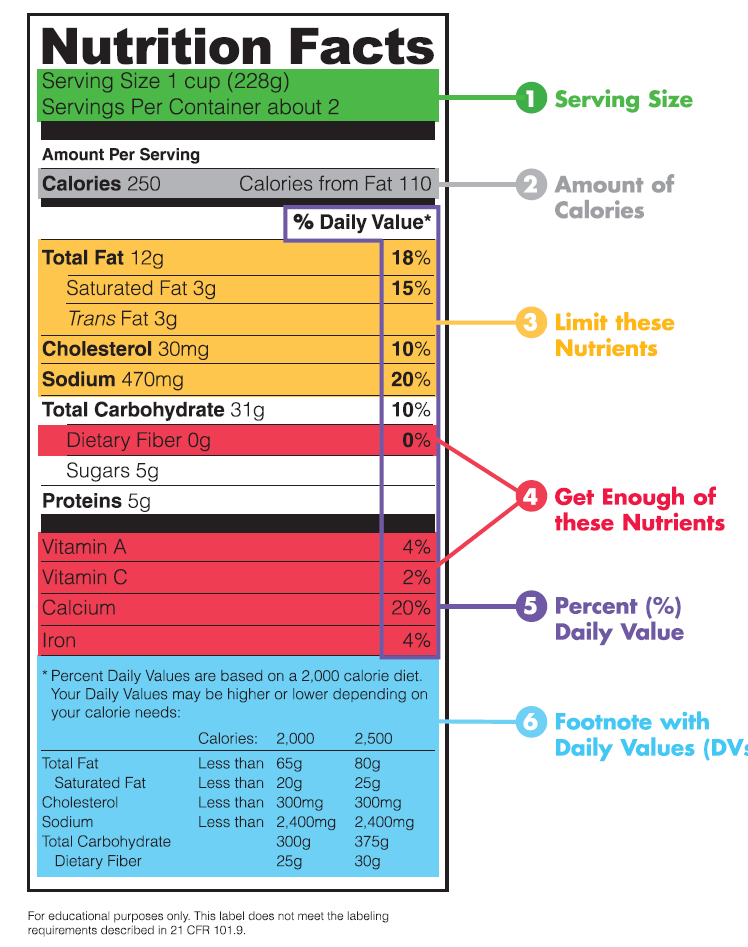 Nutrition Facts
Serving Size 1 cup (228g)
Servings Per Container about 2
1 Serving Size
Amount Per Serving
Calories 250 Calories from Fat 110
2 Amount of
Calories
% Daily Value*
Total Fat 12g 18%
Saturated Fat 3g 15%
Trans Fat 3g
3 Limit these
Nutrients
Cholesterol 30mg 10%
Sodium 470mg 20%
Total Carbohydrate 31g 10%
Dietary Fiber 0g 0%
Sugars 5g
Proteins 5g
4 Get Enough of
these Nutrients
Vitamin A 4%
Vitamin C 2%
Calcium 20%
Iron 4%
5 Percent (%)
Daily Value
* Percent Daily Values are based on a 2,000 calorie diet.
Your Daily Values may be higher or lower depending on
your calorie needs:
6 Footnote with
Daily Values (DVs
Calories: 2,000 2,500
Total Fat Less than 65g 80g
Saturated Fat Less than 20g 25g
Cholesterol Less than 300mg 300mg
Sodium Less than 2,400mg 2,400mg
Total Carbohydrate 300g 375g
Dietary Fiber 25g 30g
For educational purposes only. This label does not meet the labeling
requirements described in 21 CFR 101.9.